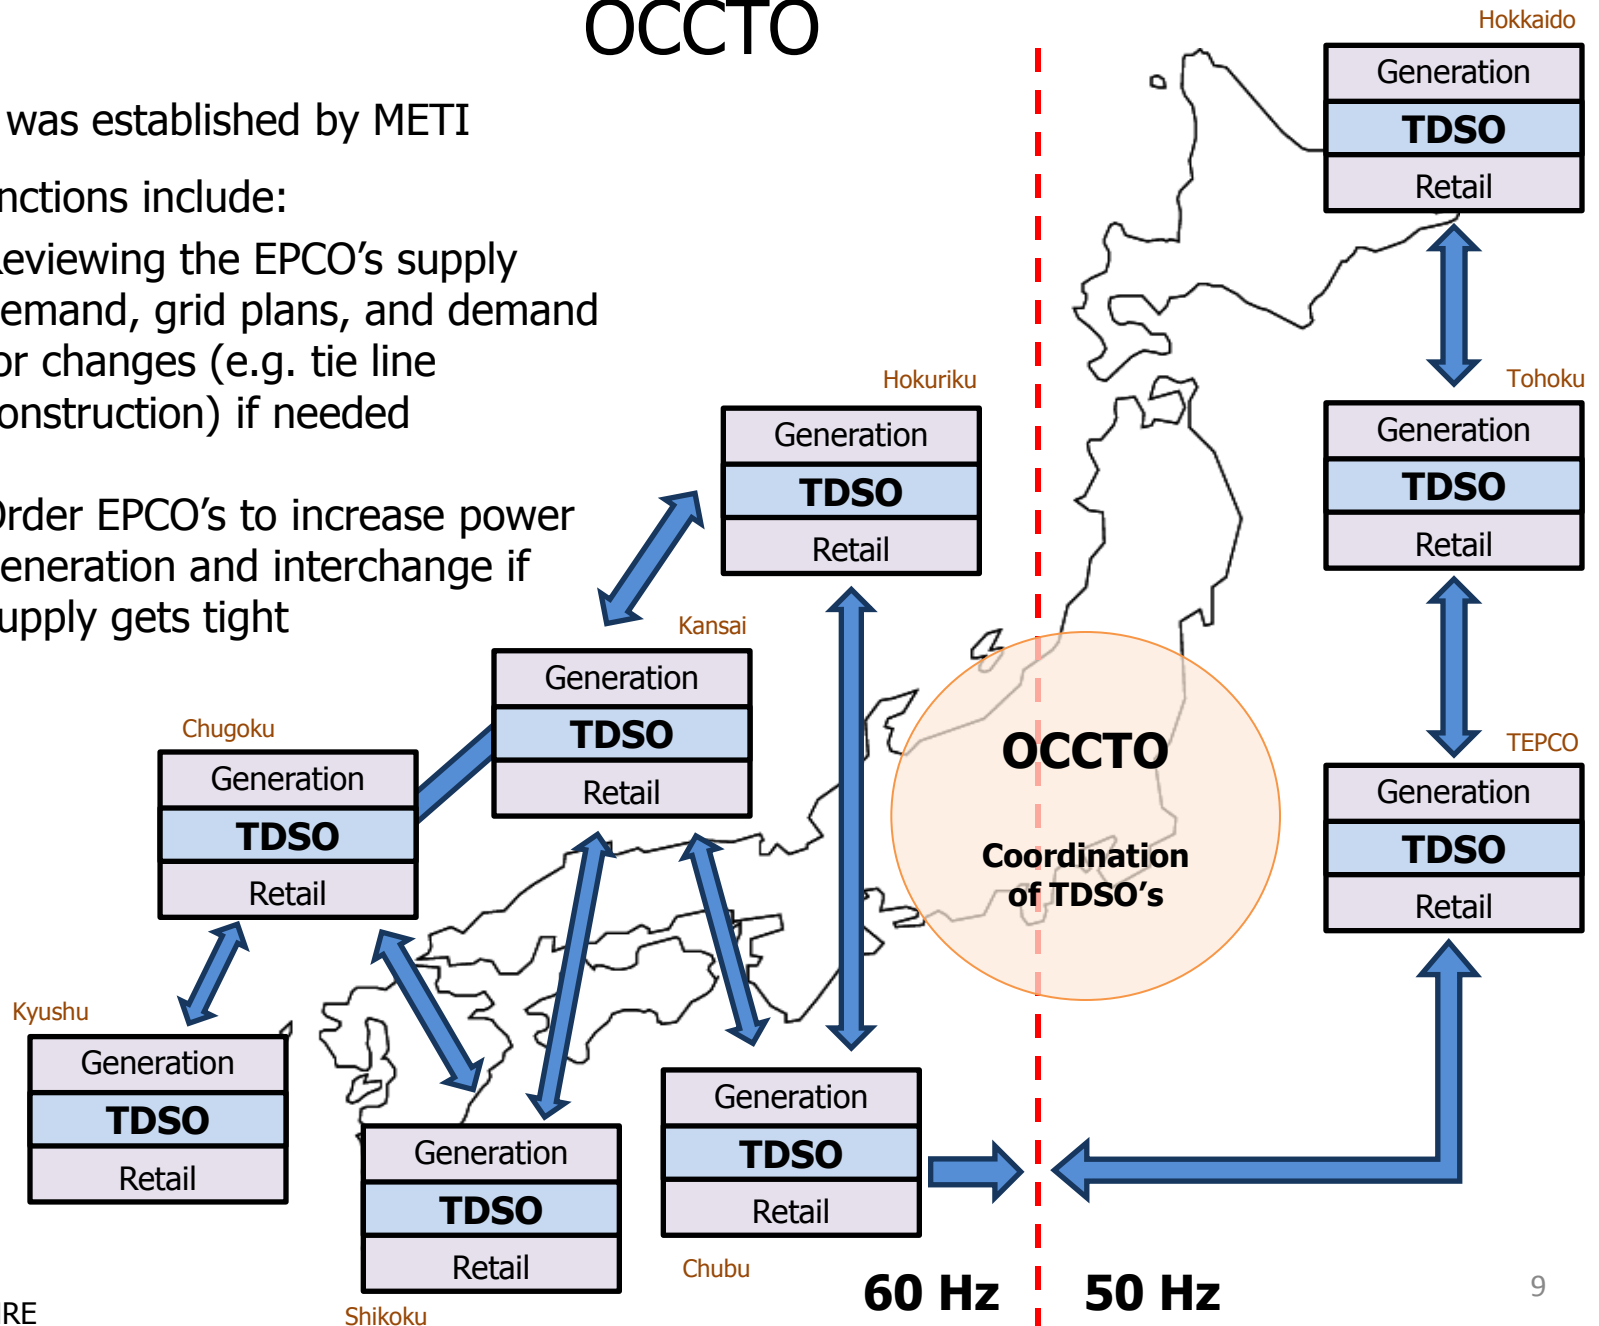 OCCTO
was established by METI
nctions include:
eviewing the EPCO's supply
emand, grid plans, and demand
or changes (e.g. tie line
onstruction) if needed
Order EPCO's to increase power
eneration and interchange if
upply gets tight
Hokkaido
Generation
TDSO
Retail
Tohoku
Generation
TDSO
Retail
TEPCO
Generation
TDSO
Retail
Hokuriku
Generation
TDSO
Retail
Kansai
Generation
TDSO
Retail
Chugoku
Generation
TDSO
Retail
Kyushu
Generation
TDSO
Retail
Generation
TDSO
Retail
Shikoku
Generation
TDSO
Retail
Chubu
OCCTO
Coordination
of TDSO's
60 Hz
50 Hz
IRE
9